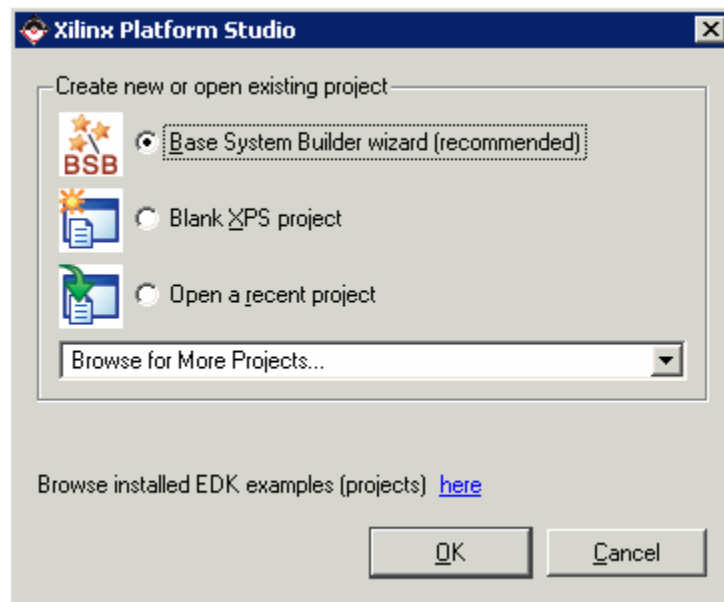 Xilinx Platform Studio
Create new or open existing project
BSB
Base System Builder wizard (recommended)
Blank XPS project
Open a recent project
Browse for More Projects...
Browse installed EDK examples (projects) here
OK
Cancel